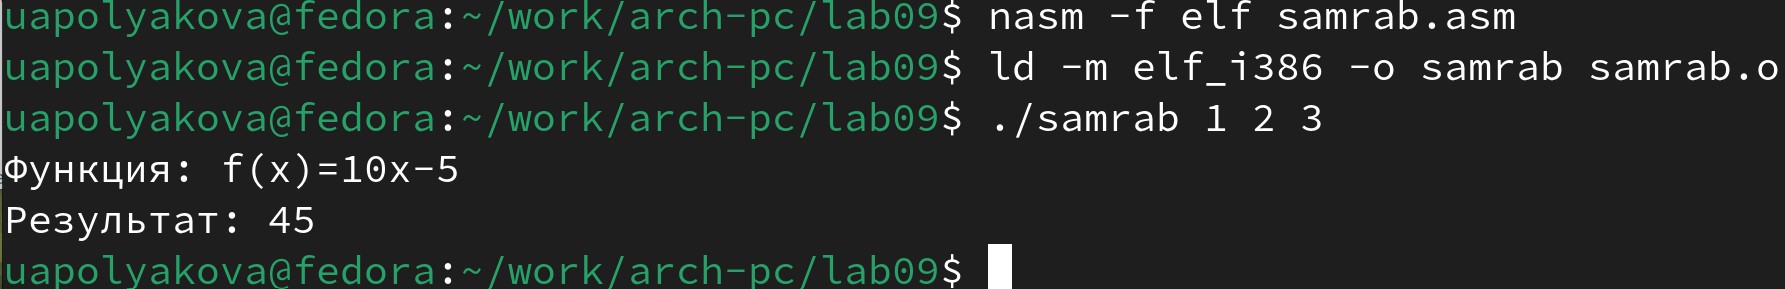 uapolyakova@fedora:~/work/arch-pc/lab09$ nasm -f elf samrab.asm
uapolyakova@fedora:~/work/arch-pc/lab09$ ld -m elf_i386 -o samrab samrab.o
uapolyakova@fedora:~/work/arch-pc/lab09$ ./samrab 1 2 3
Функция: f(x)=10x-5
Результат: 45
uapolyakova@fedora:~/work/arch-pc/lab09$